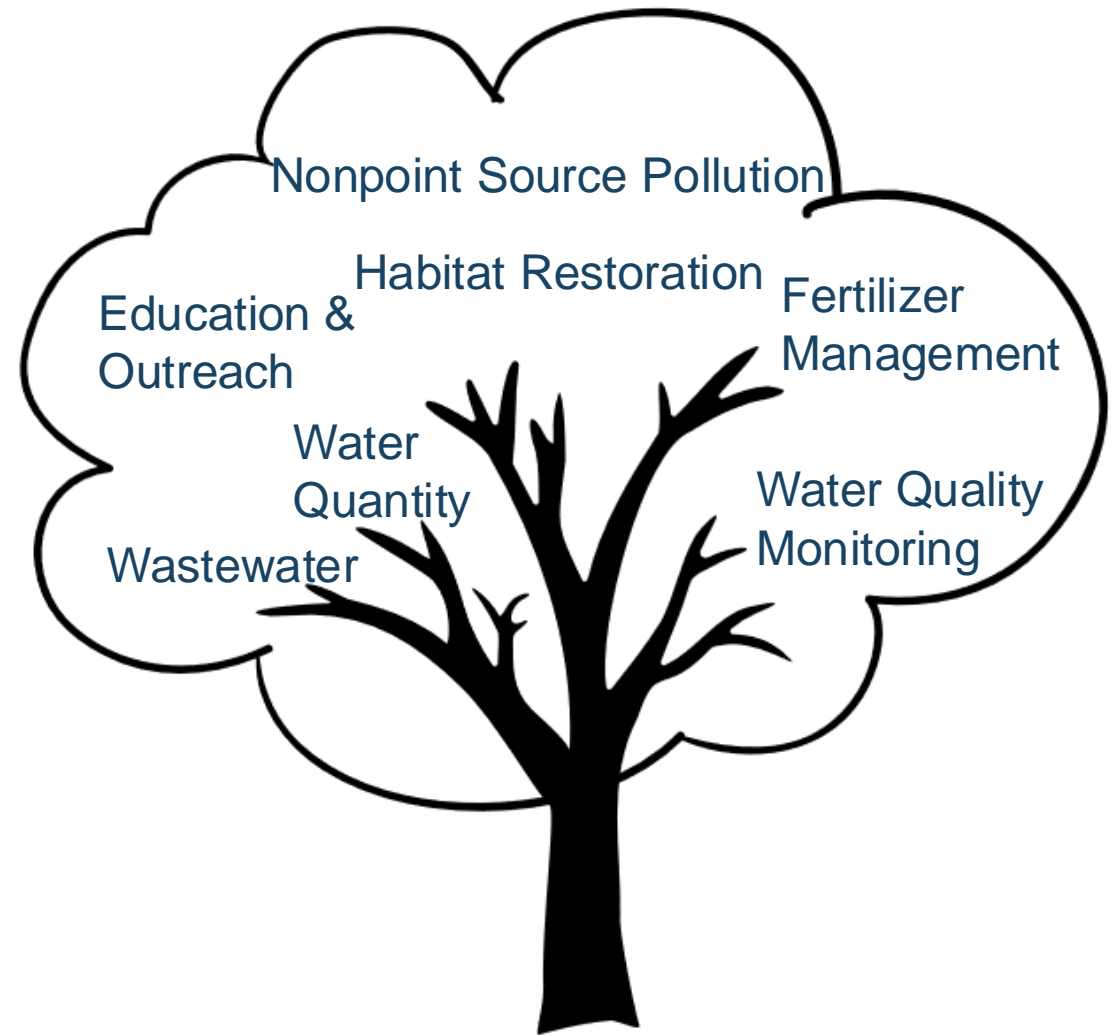 Nonpoint Source Pollution
Habitat Restoration
Education &
Outreach
Fertilizer
Management
Water
Quantity
Water Quality
Monitoring
Wastewater